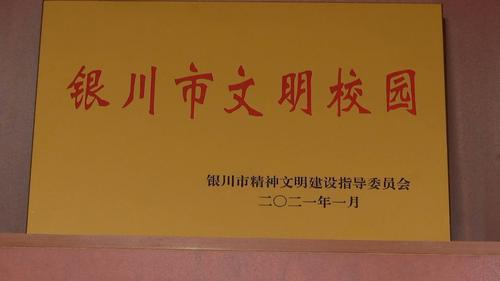 银川市文明校园
银川市精神文明建设指导委员会
二〇二一年一月